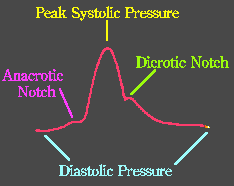 Peak Systolic Pressure
Dicrotic Notch
Anacrotic
Notch
Diastolic Pressure